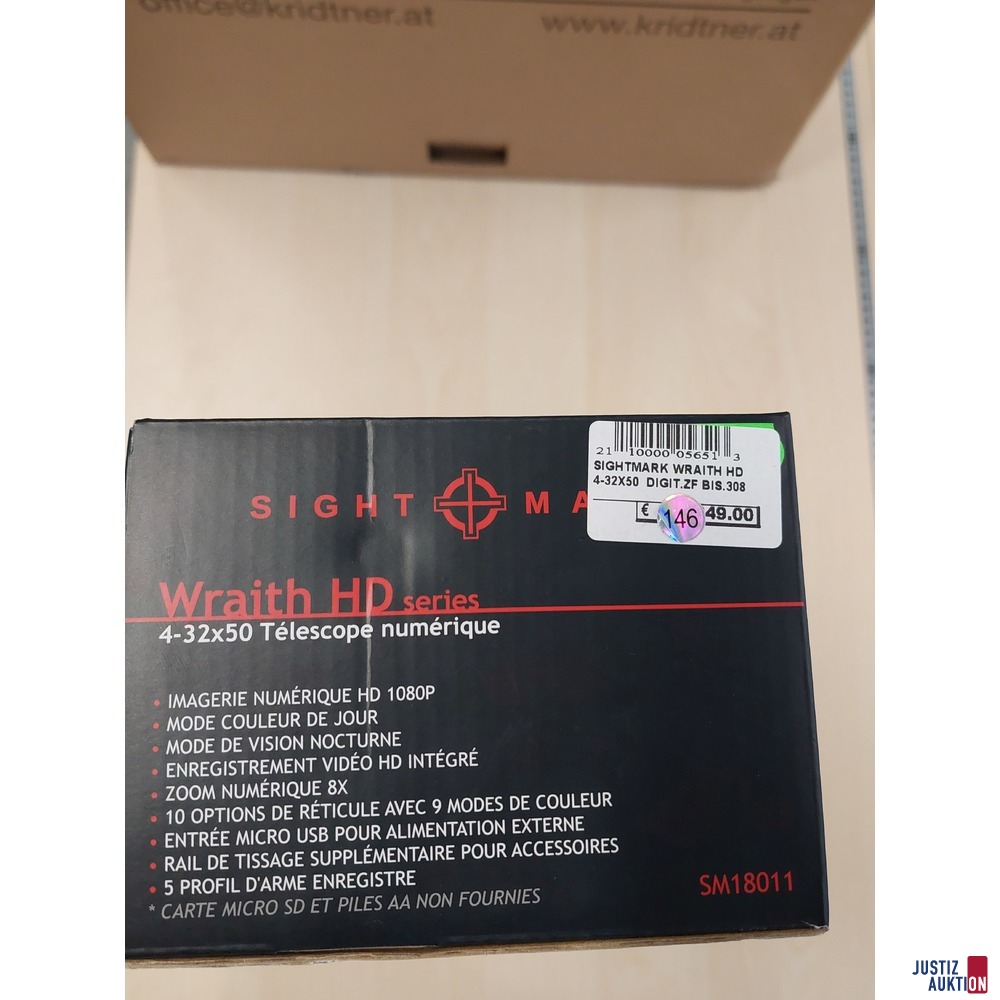 office@kridtner.at
www.kridtner.at
21 10000 05651 3
SIGHTMARK WRAITH HD
4-32X50 DIGIT.ZF BIS.308
€ 49.00
146
SIGHT MA
Wraith HD series
4-32x50 Télescope numérique
• IMAGERIE NUMÉRIQUE HD 1080P
• MODE COULEUR DE JOUR
• MODE DE VISION NOCTURNE
• ENREGISTREMENT VIDÉO HD INTÉGRÉ
• ZOOM NUMÉRIQUE 8X
• 10 OPTIONS DE RÉTICULE AVEC 9 MODES DE COULEUR
• ENTRÉE MICRO USB POUR ALIMENTATION EXTERNE
• RAIL DE TISSAGE SUPPLÉMENTAIRE POUR ACCESSOIRES
• 5 PROFIL D'ARME ENREGISTRE
* CARTE MICRO SD ET PILES AA NON FOURNIES
SM18011
JUSTIZ
AUKTION